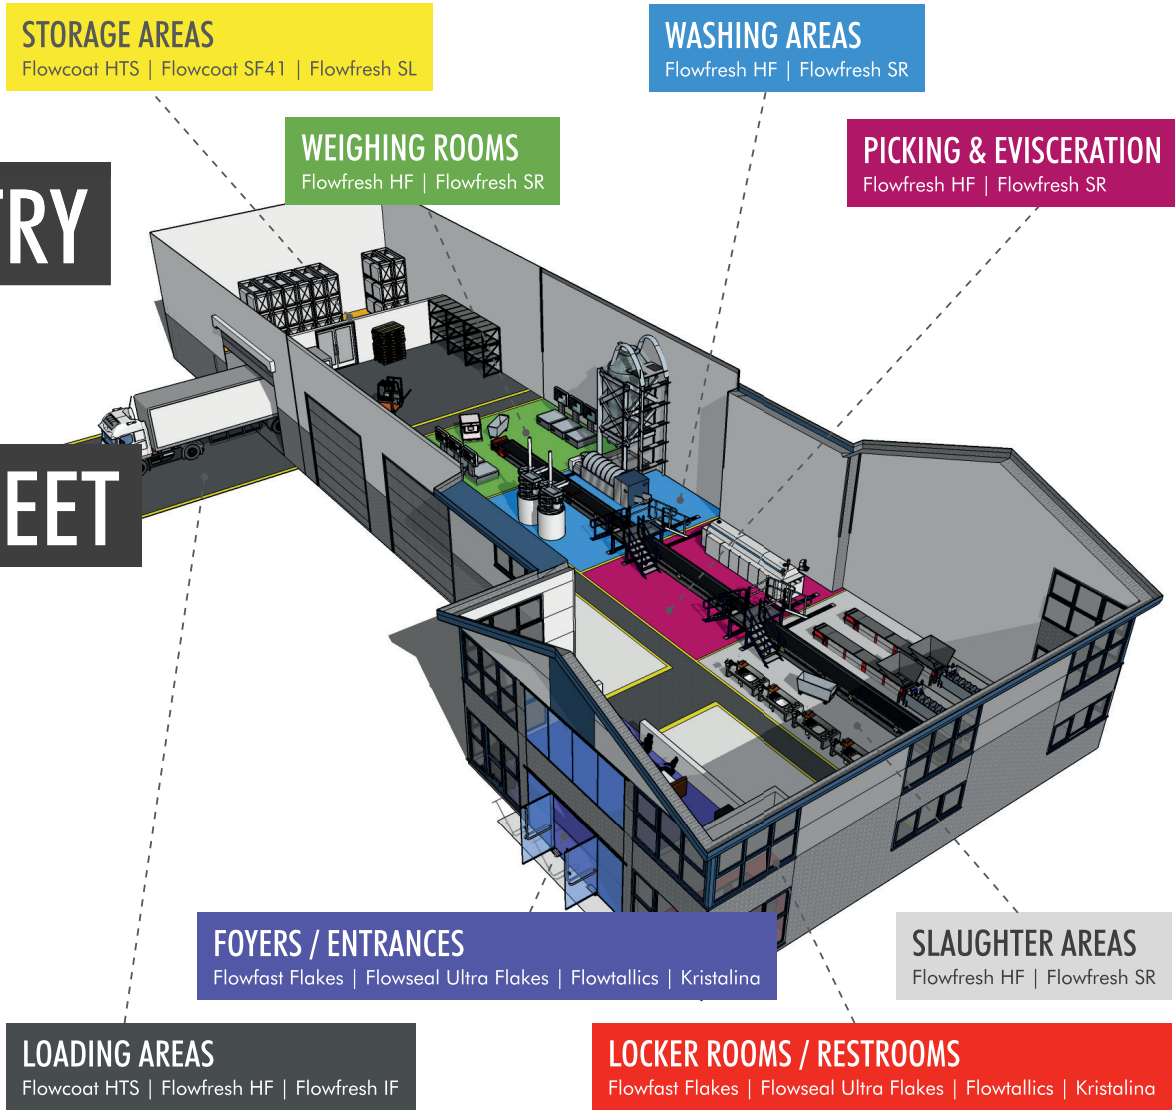 STORAGE AREAS
Flowcoat HTS | Flowcoat SF41 | Flowfresh SL
WASHING AREAS
Flowfresh HF | Flowfresh SR
WEIGHING ROOMS
Flowfresh HF | Flowfresh SR
PICKING & EVISCERATION
Flowfresh HF | Flowfresh SR
TRY
EET
FOYERS / ENTRANCES
Flowfast Flakes | Flowseal Ultra Flakes | Flowtallics | Kristalina
SLAUGHTER AREAS
Flowfresh HF | Flowfresh SR
LOADING AREAS
Flowcoat HTS | Flowfresh HF | Flowfresh IF
LOCKER ROOMS / RESTROOMS
Flowfast Flakes | Flowseal Ultra Flakes | Flowtallics | Kristalina